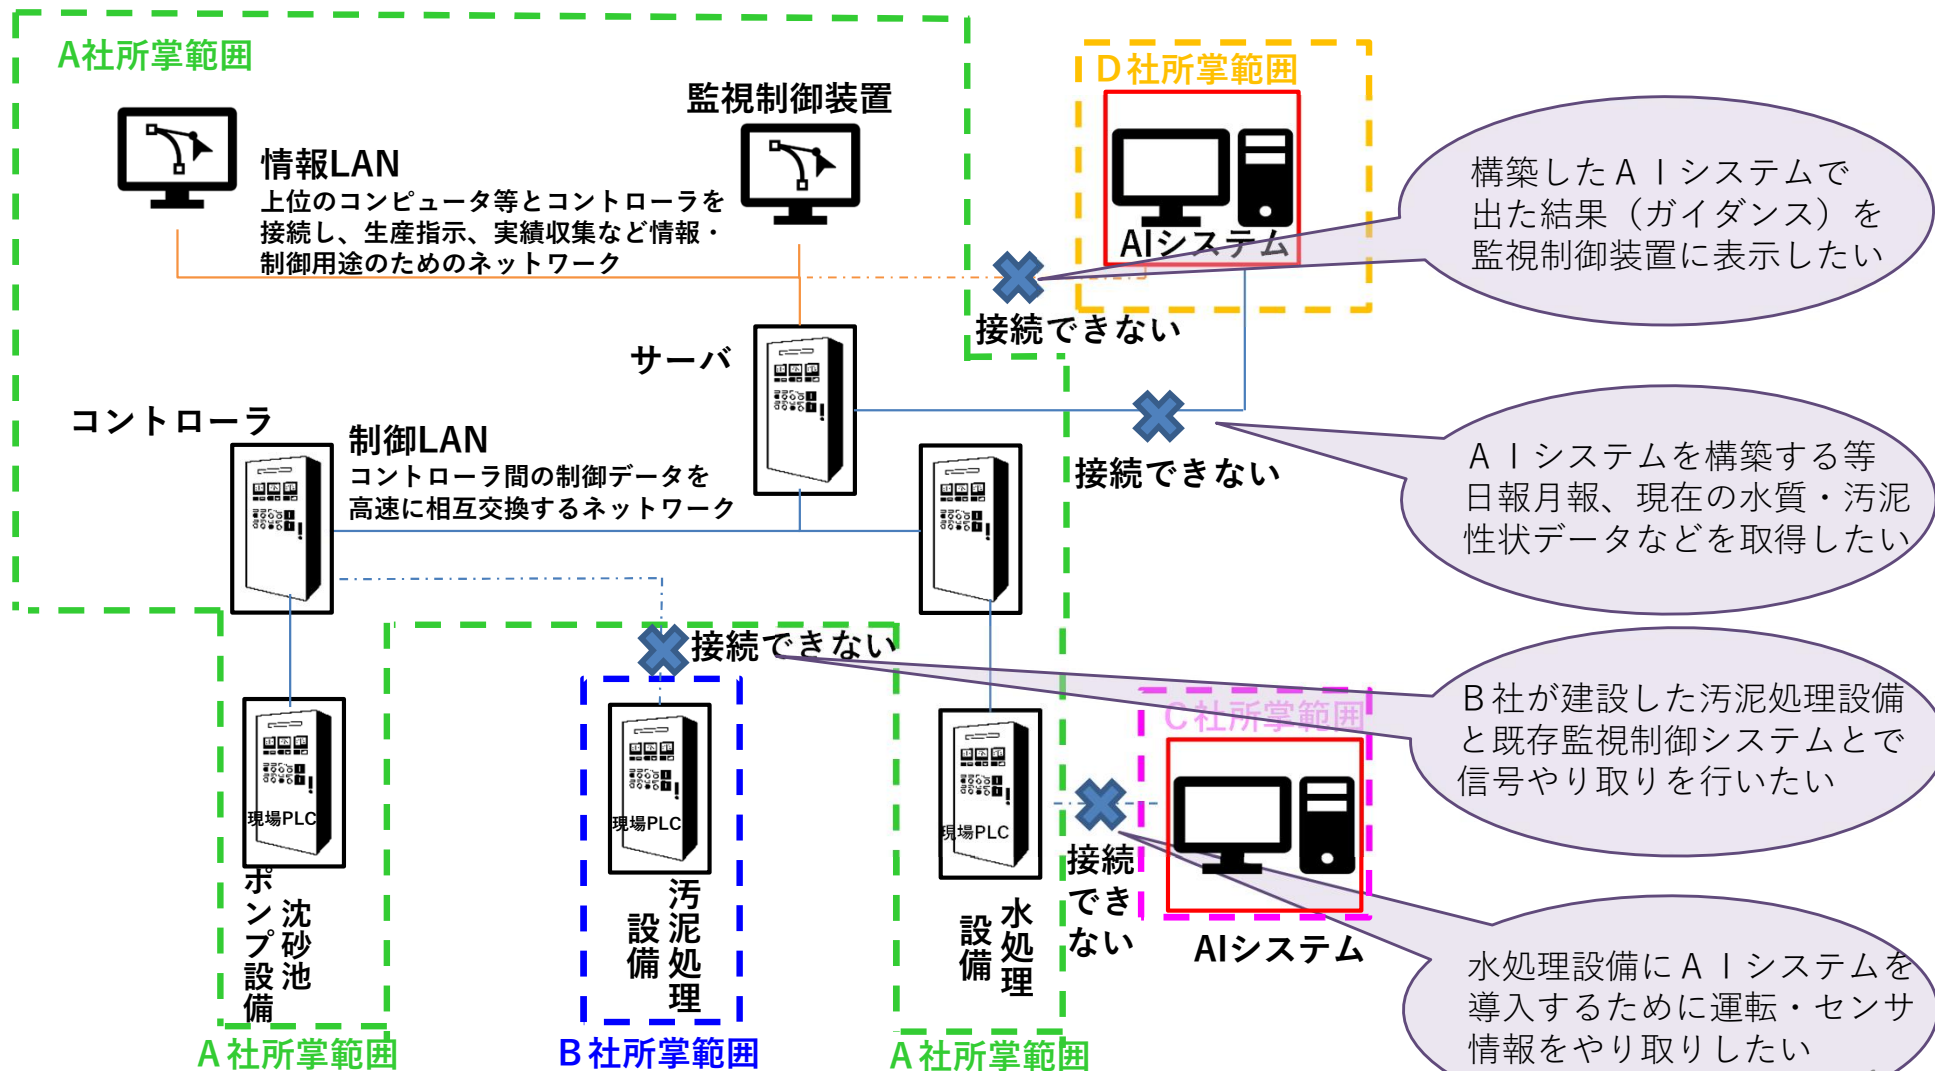 A社所掌範囲
監視制御装置
情報LAN
上位のコンピュータ等とコントローラを
接続し、生産指示、実績収集など情報・
制御用途のためのネットワーク
D社所掌範囲
AIシステム
構築したAIシステムで
出た結果（ガイダンス）を
監視制御装置に表示したい
接続できない
サーバ
コントローラ
制御LAN
コントローラ間の制御データを
高速に相互交換するネットワーク
接続できない
AIシステムを構築する等
日報月報、現在の水質・汚泥
性状データなどを取得したい
接続できない
B社が建設した汚泥処理設備
と既存監視制御システムとで
信号やり取りを行いたい
C社所掌範囲
現場PLC
現場PLC
現場PLC
沈砂池
ポンプ設備
汚泥処理
設備
水処理
設備
接続
でき
ない
AIシステム
水処理設備にAIシステムを
導入するために運転・センサ
情報をやり取りしたい
A社所掌範囲
B社所掌範囲
A社所掌範囲